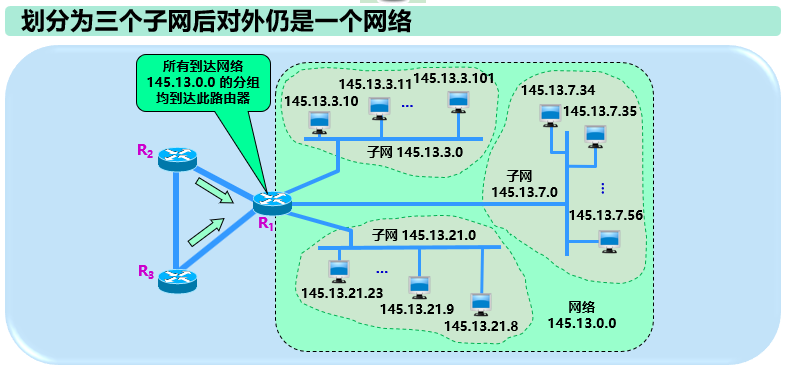 划分为三个子网后对外仍是一个网络
所有到达网络
145.13.0.0 的分组
均到达此路由器
145.13.3.10
145.13.3.11
145.13.3.101
...
子网 145.13.3.0
145.13.7.34
145.13.7.35
子网
145.13.7.0
...
145.13.7.56
R2
R1
R3
子网 145.13.21.0
...
145.13.21.23
145.13.21.9
145.13.21.8
网络
145.13.0.0